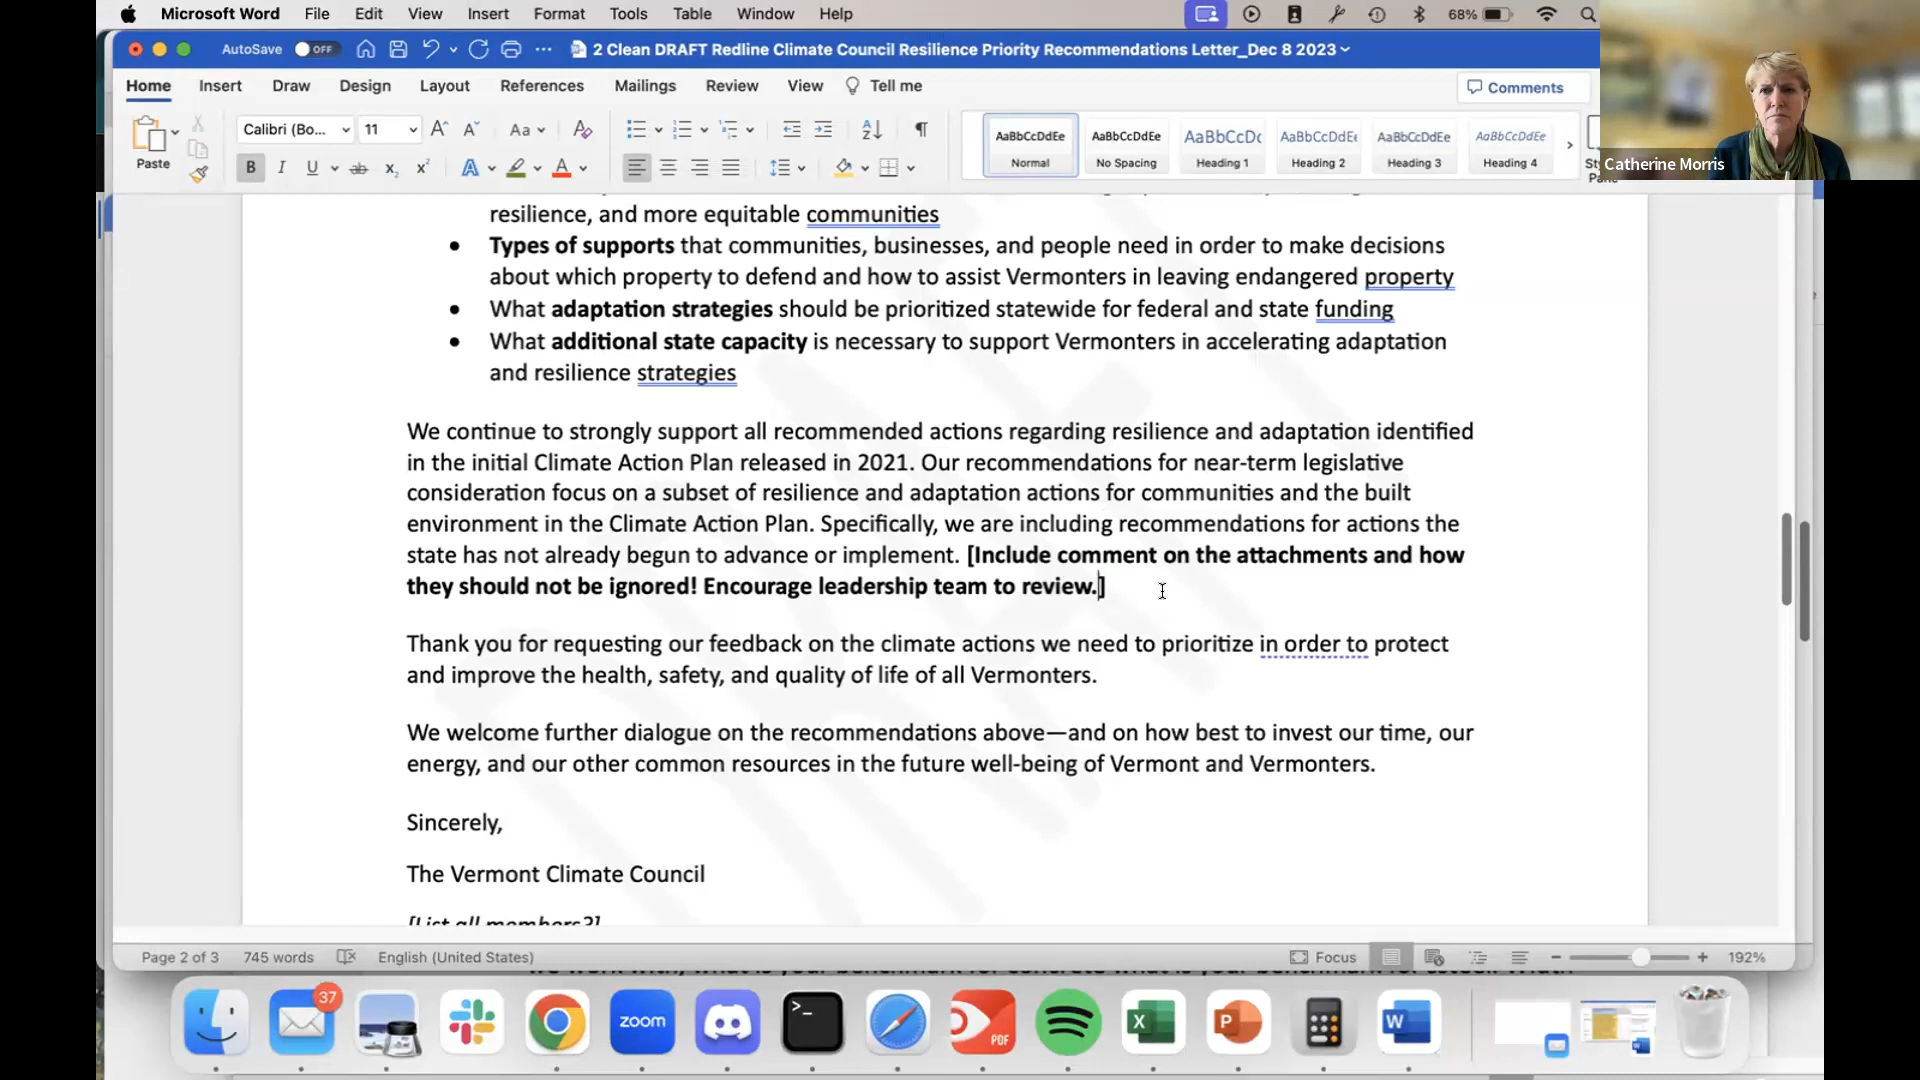 Microsoft Word File Edit View Insert Format Tools Table Window Help 68%
AutoSave OFF 2 Clean DRAFT Redline Climate Council Resilience Priority Recommendations Letter_Dec 8 2023
Home Insert Draw Design Layout References Mailings Review View Tell me Comments
Paste Calibri (Bo... 11 Aa
B I U ab x₂ x²
AaBbCcDdEe AaBbCcDdEe AaBbCcDc AaBbCcDdEe AaBbCcDdEe AaBbCcDdEe
Normal No Spacing Heading 1 Heading 2 Heading 3 Heading 4
Catherine Morris
resilience, and more equitable communities
• Types of supports that communities, businesses, and people need in order to make decisions
about which property to defend and how to assist Vermonters in leaving endangered property
• What adaptation strategies should be prioritized statewide for federal and state funding
• What additional state capacity is necessary to support Vermonters in accelerating adaptation
and resilience strategies
We continue to strongly support all recommended actions regarding resilience and adaptation identified
in the initial Climate Action Plan released in 2021. Our recommendations for near-term legislative
consideration focus on a subset of resilience and adaptation actions for communities and the built
environment in the Climate Action Plan. Specifically, we are including recommendations for actions the
state has not already begun to advance or implement. [Include comment on the attachments and how
they should not be ignored! Encourage leadership team to review.]
Thank you for requesting our feedback on the climate actions we need to prioritize in order to protect
and improve the health, safety, and quality of life of all Vermonters.
We welcome further dialogue on the recommendations above—and on how best to invest our time, our
energy, and our other common resources in the future well-being of Vermont and Vermonters.
Sincerely,
The Vermont Climate Council
[List all members?]
Page 2 of 3 745 words English (United States) Focus 192%
37
zoom
PDF
X
P
W